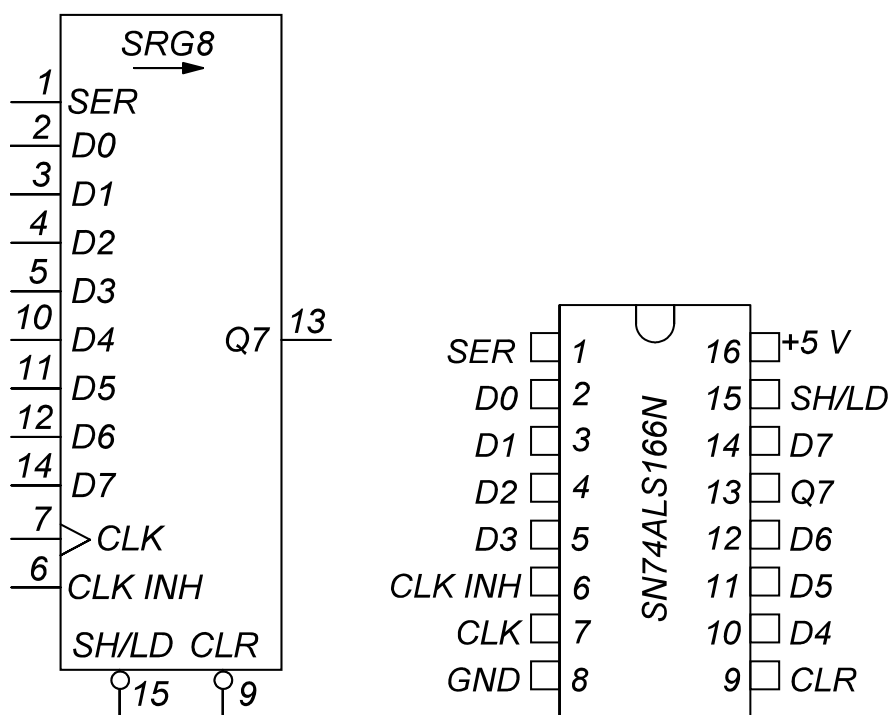 SRG8
1 SER
2 D0
3 D1
4 D2
5 D3
10 D4
Q7 13
11 D5
12 D6
14 D7
7 CLK
6 CLK INH
SH/LD CLR
15 9
SER 1 16 +5 V
D0 2 15 SH/LD
D1 3 14 D7
D2 4 13 Q7
D3 5 12 D6
CLK INH 6 11 D5
CLK 7 10 D4
GND 8 9 CLR
SN74ALS166N